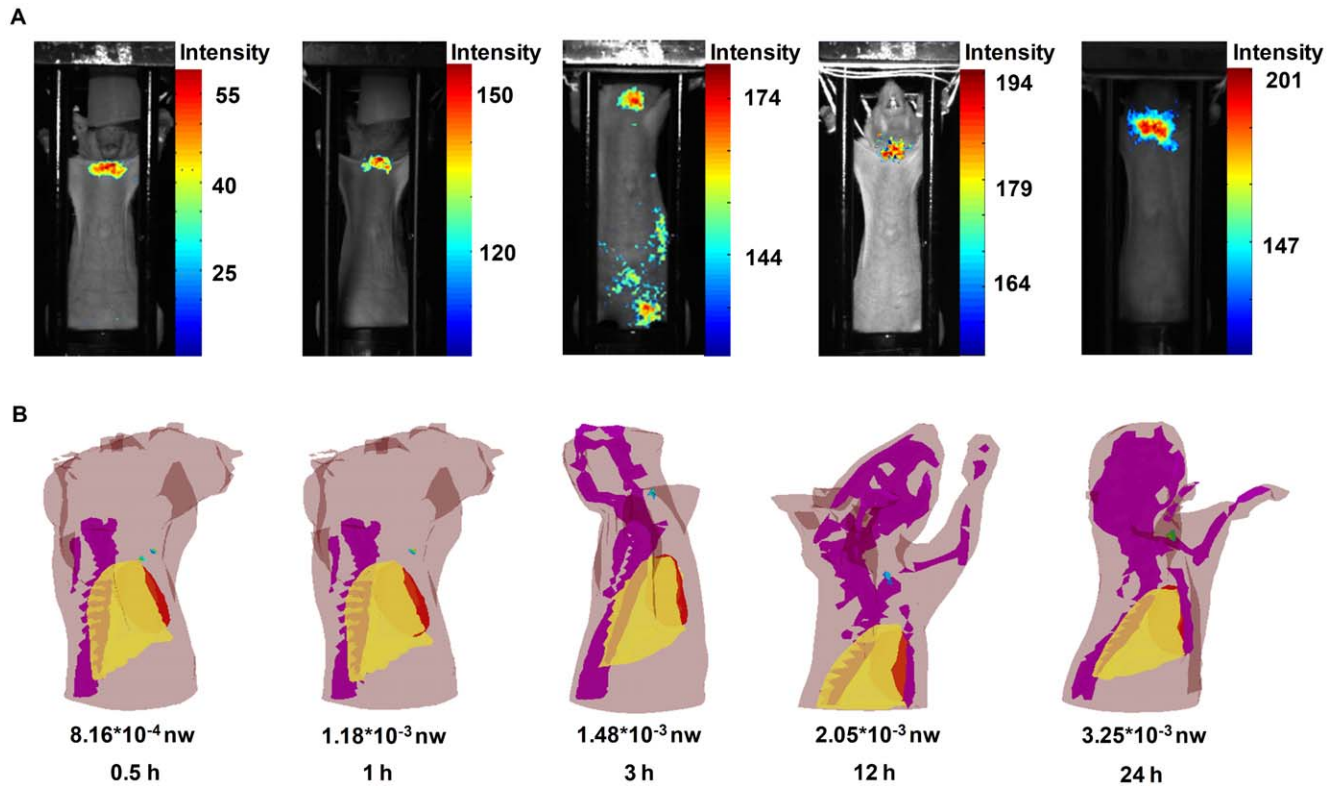 A
Intensity Intensity Intensity Intensity Intensity
55 150 174 194 201
40 120 144 179 147
25 164
B
8.16*10⁻⁴ nw 1.18*10⁻³ nw 1.48*10⁻³ nw 2.05*10⁻³ nw 3.25*10⁻³ nw
0.5 h 1 h 3 h 12 h 24 h